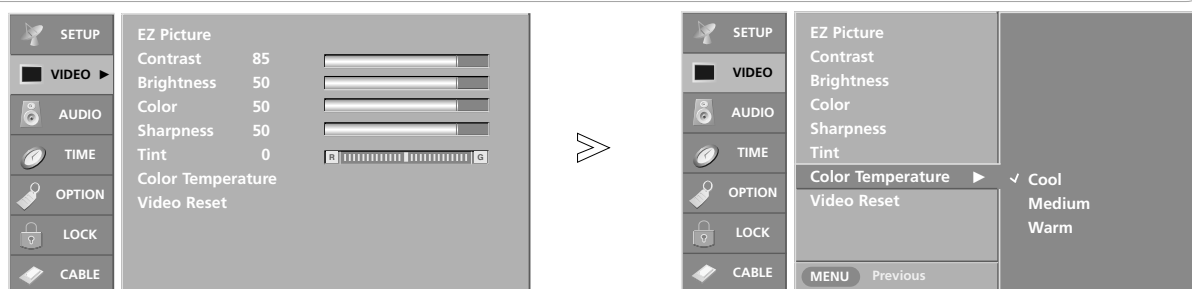 SETUP
VIDEO ►
AUDIO
TIME
OPTION
LOCK
CABLE
EZ Picture
Contrast 85
Brightness 50
Color 50
Sharpness 50
Tint 0 R G
Color Temperature
Video Reset
SETUP
VIDEO
AUDIO
TIME
OPTION
LOCK
CABLE
EZ Picture
Contrast
Brightness
Color
Sharpness
Tint
Color Temperature ►
Video Reset
MENU Previous
✓ Cool
Medium
Warm